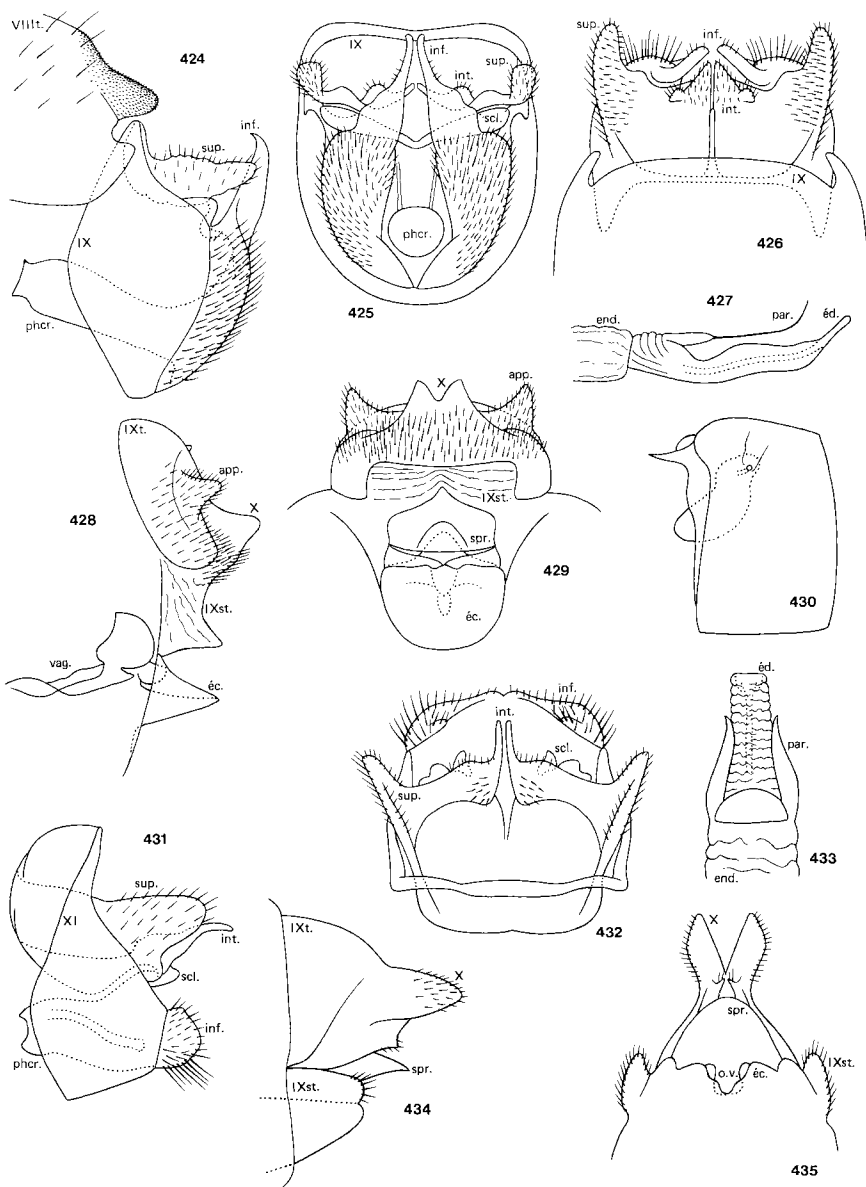 VIIIt.
424
sup.
inf.
IX
phcr.
IX
inf.
sup.
int.
scl.
phcr.
425
sup.
inf.
int.
IX
426
427
end.
par.
éd.
IXt.
app.
X
428
IXst.
vag.
éc.
X
app.
IXst.
spr.
429
éc.
430
431
sup.
XI
int.
scl.
inf.
phcr.
int.
inf.
scl.
sup.
432
éd.
par.
433
end.
IXt.
X
spr.
IXst.
434
X
spr.
o.v.
éc.
IXst.
435